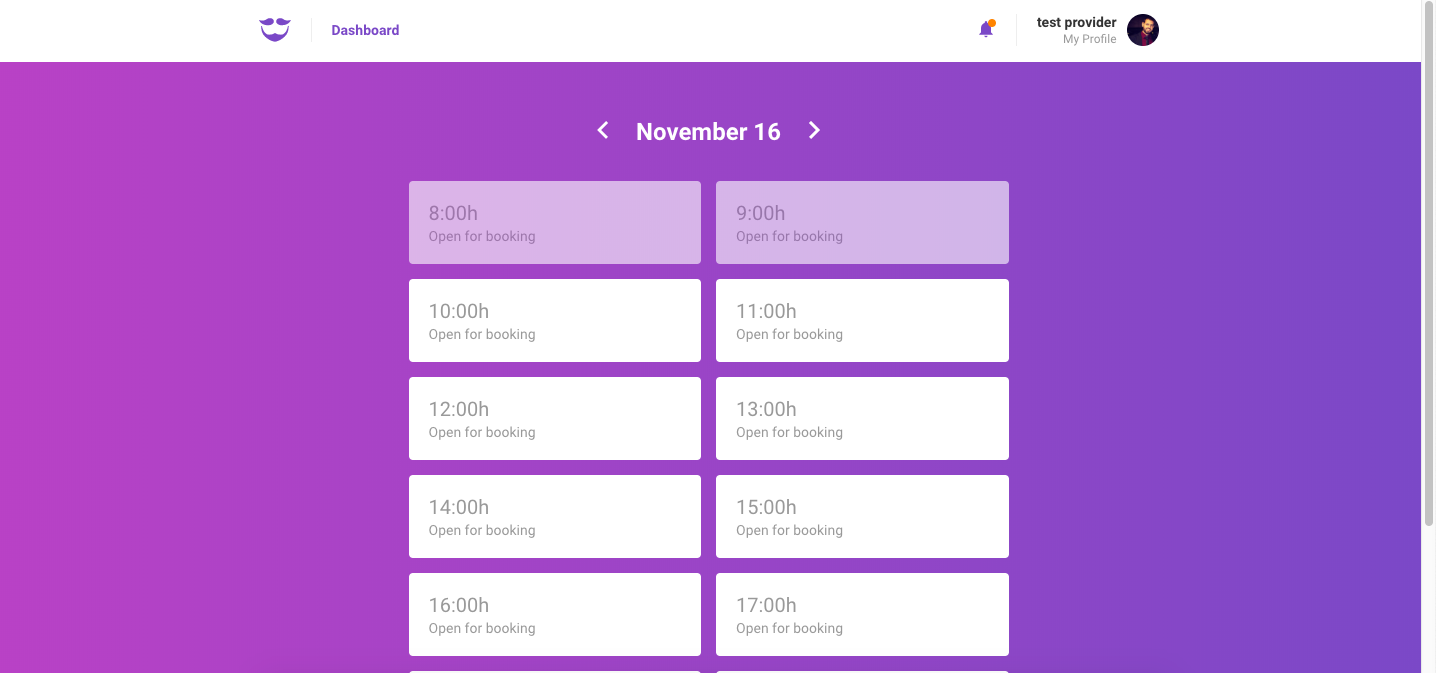 Dashboard
test provider
My Profile
November 16
8:00h
Open for booking
9:00h
Open for booking
10:00h
Open for booking
11:00h
Open for booking
12:00h
Open for booking
13:00h
Open for booking
14:00h
Open for booking
15:00h
Open for booking
16:00h
Open for booking
17:00h
Open for booking